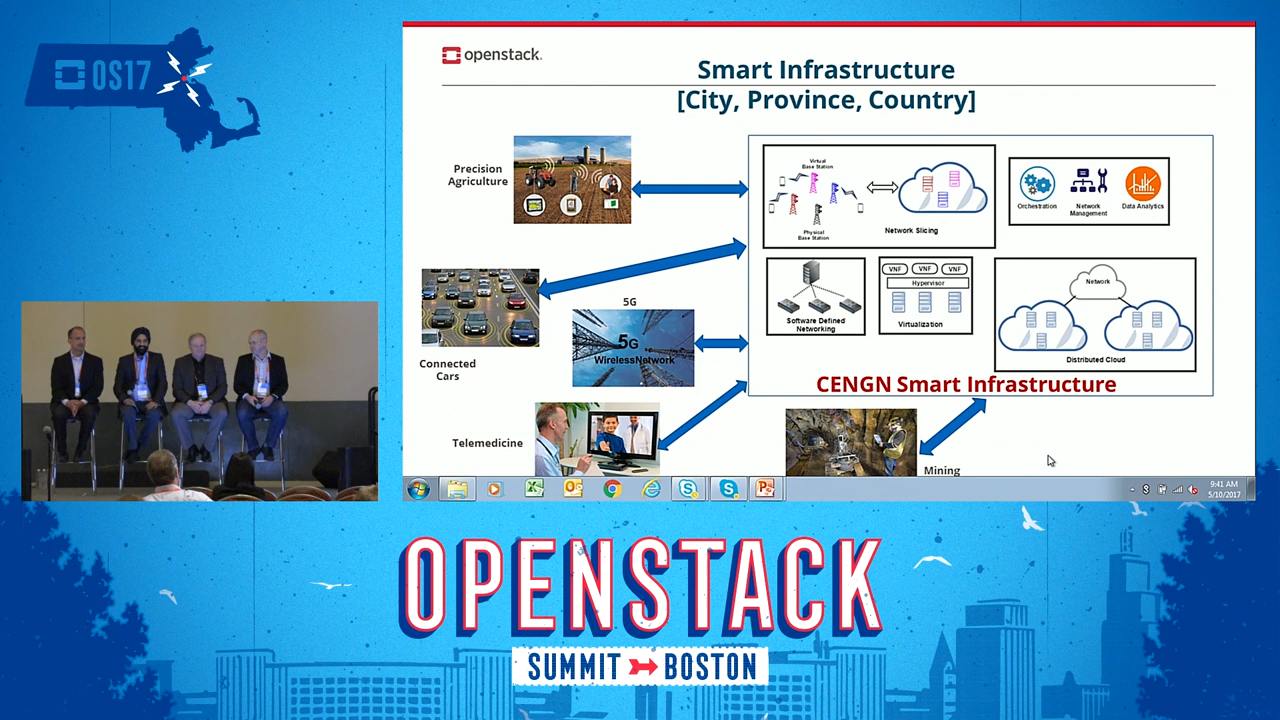 OS17
openstack.
Smart Infrastructure
[City, Province, Country]
Precision
Agriculture
Virtual
Base Station
Physical
Base Station
Network Slicing
Orchestration
Network
Management
Data Analytics
Connected
Cars
5G
5G
WirelessNetwork
Software Defined
Networking
VNF
VNF
VNF
Hypervisor
Virtualization
Network
Distributed Cloud
CENGN Smart Infrastructure
Telemedicine
Mining
9:41 AM
5/10/2017
OPENSTACK
SUMMIT BOSTON